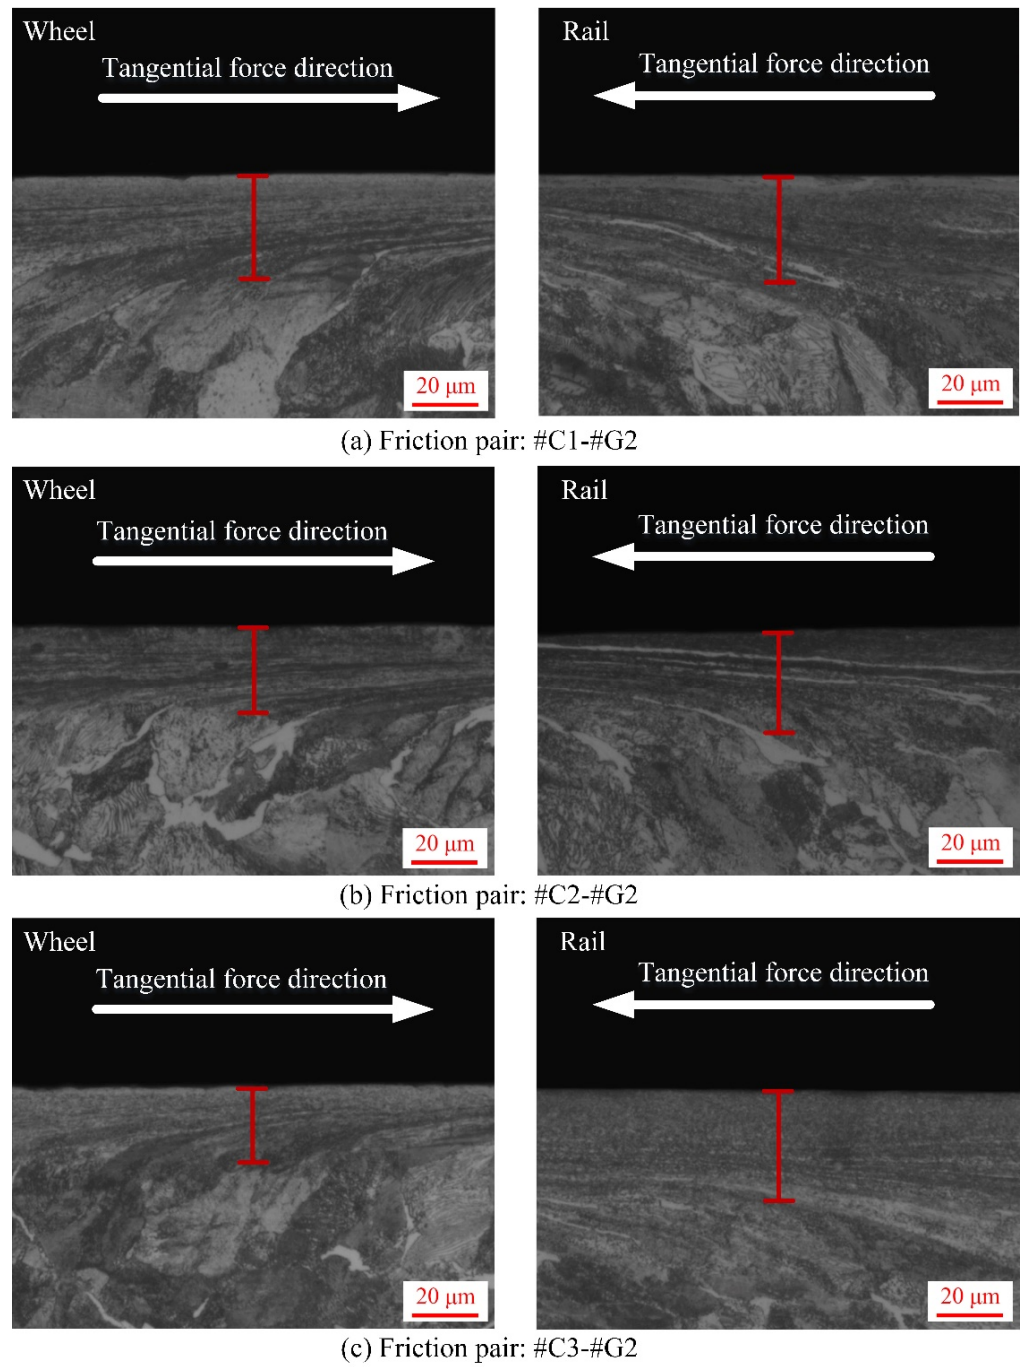 Wheel
Tangential force direction
20 μm
Rail
Tangential force direction
20 μm
(a) Friction pair: #C1-#G2
Wheel
Tangential force direction
20 μm
Rail
Tangential force direction
20 μm
(b) Friction pair: #C2-#G2
Wheel
Tangential force direction
20 μm
Rail
Tangential force direction
20 μm
(c) Friction pair: #C3-#G2